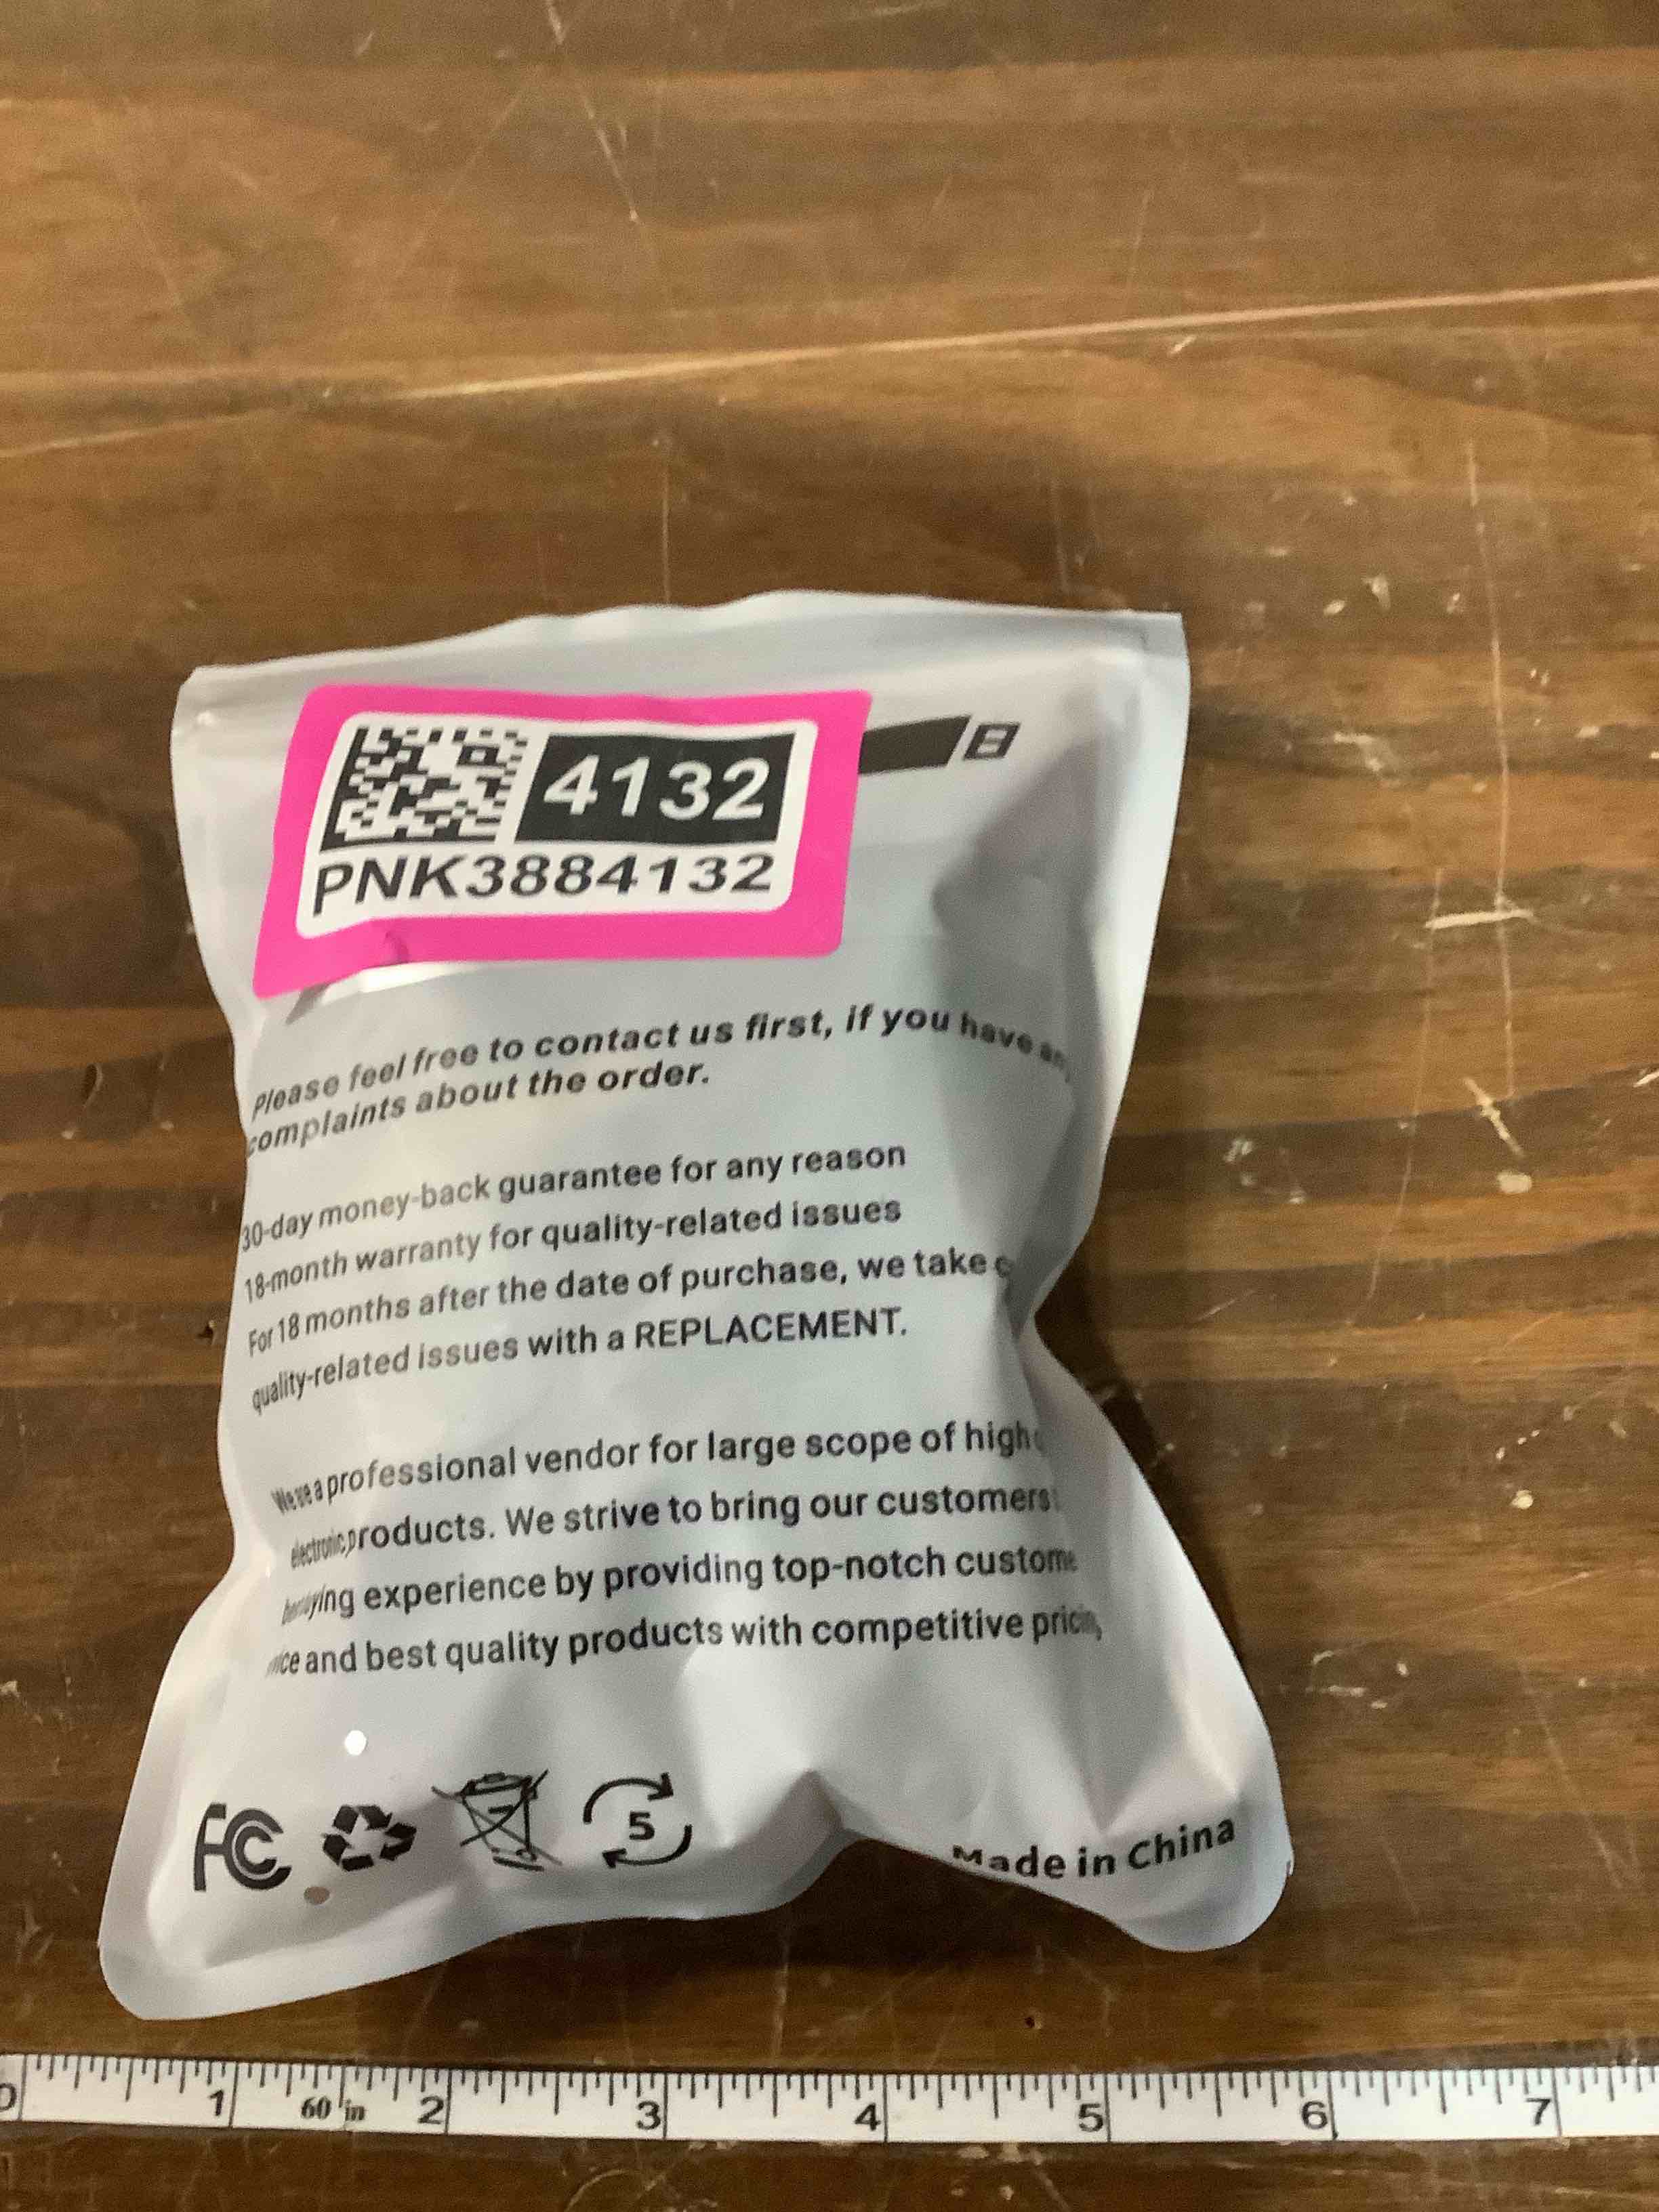 4132
PNK3884132
Please feel free to contact us first, if you have
complaints about the order.
30-day money-back guarantee for any reason
18-month warranty for quality-related issues
For 18 months after the date of purchase, we take
quality-related issues with a REPLACEMENT.
a professional vendor for large scope of high
electronic products. We strive to bring our customers
experience by providing top-notch
and best quality products with competitive
FC
5
Made in China
0 1 60 in 2 3 4 5 6 7